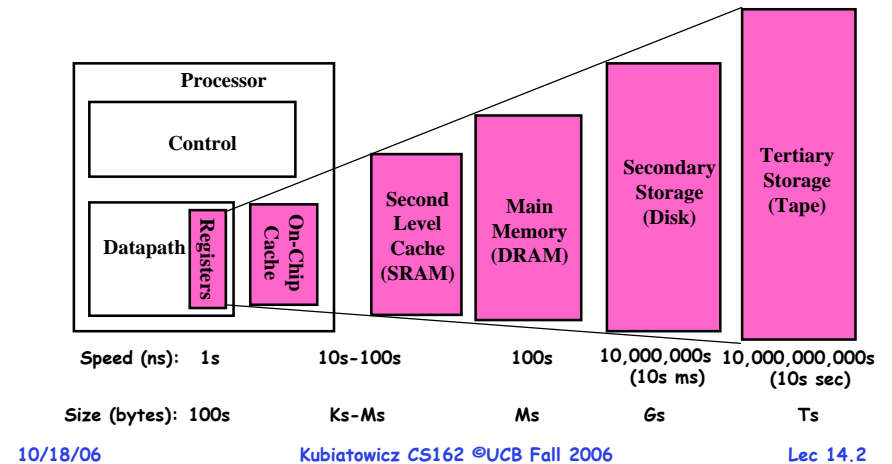 Processor
Control
Datapath
Registers
On-Chip
Cache
Second
Level
Cache
(SRAM)
Main
Memory
(DRAM)
Secondary
Storage
(Disk)
Tertiary
Storage
(Tape)
Speed (ns): 1s 10s-100s 100s 10,000,000s 10,000,000,000s
(10s ms) (10s sec)
Size (bytes): 100s Ks-Ms Ms Gs Ts
10/18/06 Kubiatowicz CS162 ©UCB Fall 2006 Lec 14.2